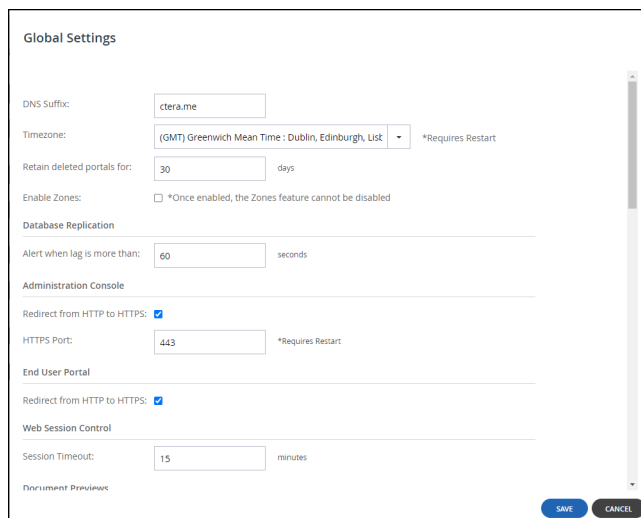 Global Settings
DNS Suffix: ctera.me
Timezone: (GMT) Greenwich Mean Time : Dublin, Edinburgh, Lisb *Requires Restart
Retain deleted portals for: 30 days
Enable Zones: *Once enabled, the Zones feature cannot be disabled
Database Replication
Alert when lag is more than: 60 seconds
Administration Console
Redirect from HTTP to HTTPS:
HTTPS Port: 443 *Requires Restart
End User Portal
Redirect from HTTP to HTTPS:
Web Session Control
Session Timeout: 15 minutes
Document Previews
SAVE CANCEL